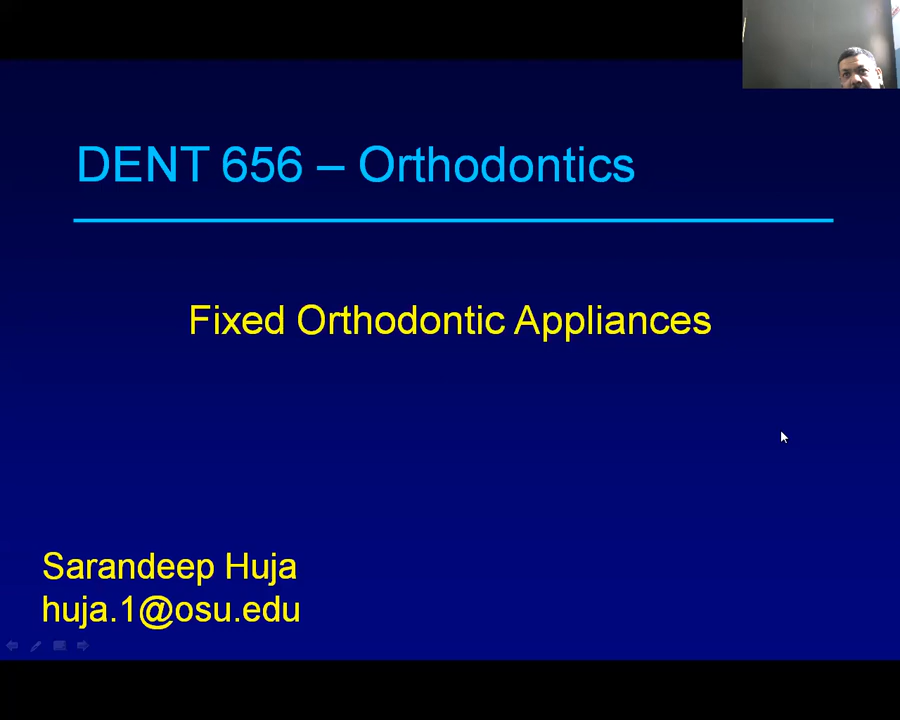 DENT 656 – Orthodontics
Fixed Orthodontic Appliances
Sarandeep Huja
huja.1@osu.edu